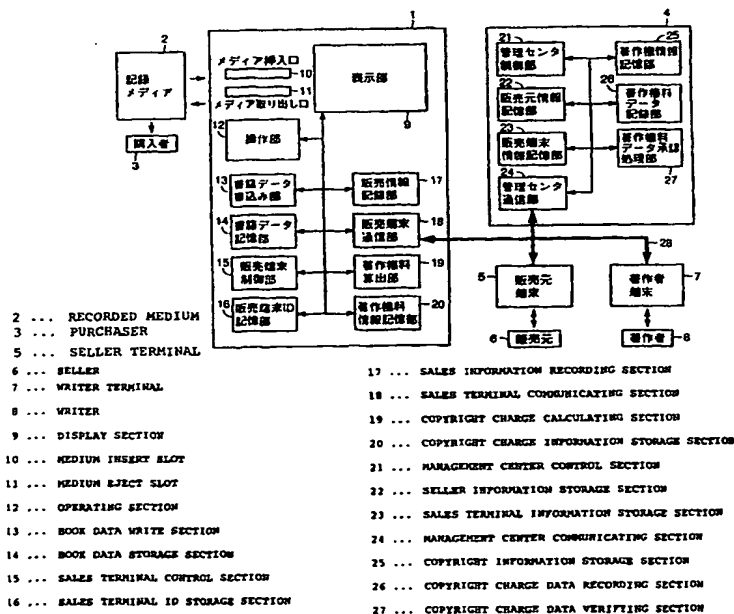 1
2
記録
メディア
購入者
3
メディア挿入口
10
11
メディア取り出し口
表示部
9
12
操作部
13
書籍データ
書込み部
14
書籍データ
記憶部
15
販売端末
制御部
16
販売端末ID
記憶部
販売情報
記録部
17
販売端末
通信部
18
著作権料
算出部
19
著作権料
情報記憶部
20
4
21
管理センタ
制御部
22
販売元情報
記憶部
23
販売端末
情報記憶部
24
管理センタ
通信部
25
著作権情報
記憶部
26
著作権料
データ記録部
著作権料
データ承認
処理部
27
28
5
販売元
端末
6
販売元
著作者
端末
7
著作者
8
2 ... RECORDED MEDIUM
3 ... PURCHASER
5 ... SELLER TERMINAL
6 ... SELLER
7 ... WRITER TERMINAL
8 ... WRITER
9 ... DISPLAY SECTION
10 ... MEDIUM INSERT SLOT
11 ... MEDIUM EJECT SLOT
12 ... OPERATING SECTION
13 ... BOOK DATA WRITE SECTION
14 ... BOOK DATA STORAGE SECTION
15 ... SALES TERMINAL CONTROL SECTION
16 ... SALES TERMINAL ID STORAGE SECTION
17 ... SALES INFORMATION RECORDING SECTION
18 ... SALES TERMINAL COMMUNICATING SECTION
19 ... COPYRIGHT CHARGE CALCULATING SECTION
20 ... COPYRIGHT CHARGE INFORMATION STORAGE SECTION
21 ... MANAGEMENT CENTER CONTROL SECTION
22 ... SELLER INFORMATION STORAGE SECTION
23 ... SALES TERMINAL INFORMATION STORAGE SECTION
24 ... MANAGEMENT CENTER COMMUNICATING SECTION
25 ... COPYRIGHT INFORMATION STORAGE SECTION
26 ... COPYRIGHT CHARGE DATA RECORDING SECTION
27 ... COPYRIGHT CHARGE DATA VERIFYING SECTION